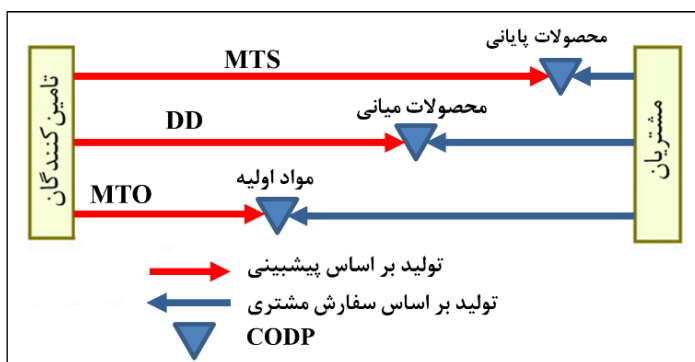 محصولات پایانی
MTS
محصولات میانی
DD
مواد اولیه
MTO
تامین کنندگان
مشتریان
تولید بر اساس پیشبینی
تولید بر اساس سفارش مشتری
CODP